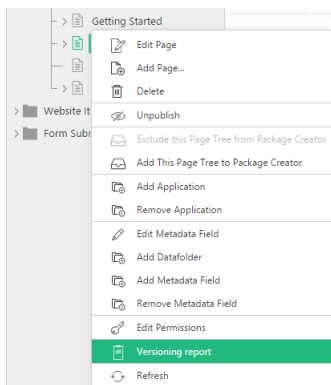 Getting Started
Edit Page
Add Page...
Delete
Website It
Unpublish
Form Subr
Exclude this Page Tree from Package Creator
Add This Page Tree to Package Creator
Add Application
Remove Application
Edit Metadata Field
Add Datafolder
Add Metadata Field
Remove Metadata Field
Edit Permissions
Versioning report
Refresh